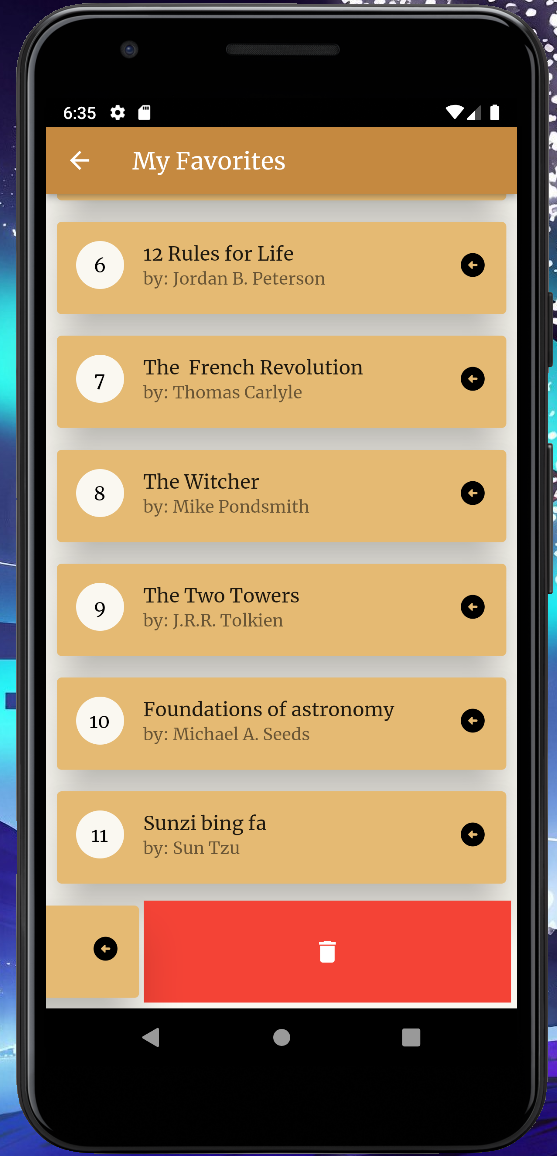 6:35
My Favorites
6
12 Rules for Life
by: Jordan B. Peterson
7
The  French Revolution
by: Thomas Carlyle
8
The Witcher
by: Mike Pondsmith
9
The Two Towers
by: J.R.R. Tolkien
10
Foundations of astronomy
by: Michael A. Seeds
11
Sunzi bing fa
by: Sun Tzu